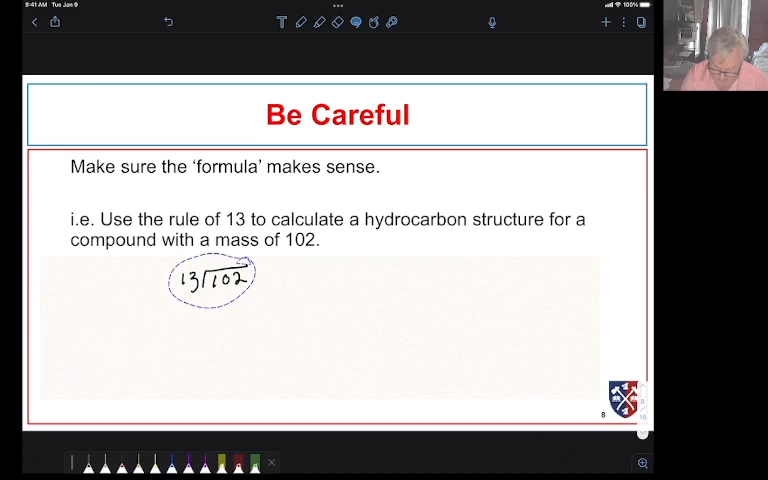 9:41 AM Tue Jan 9
100%
Be Careful
Make sure the ‘formula’ makes sense.
i.e. Use the rule of 13 to calculate a hydrocarbon structure for a
compound with a mass of 102.
13 102
8